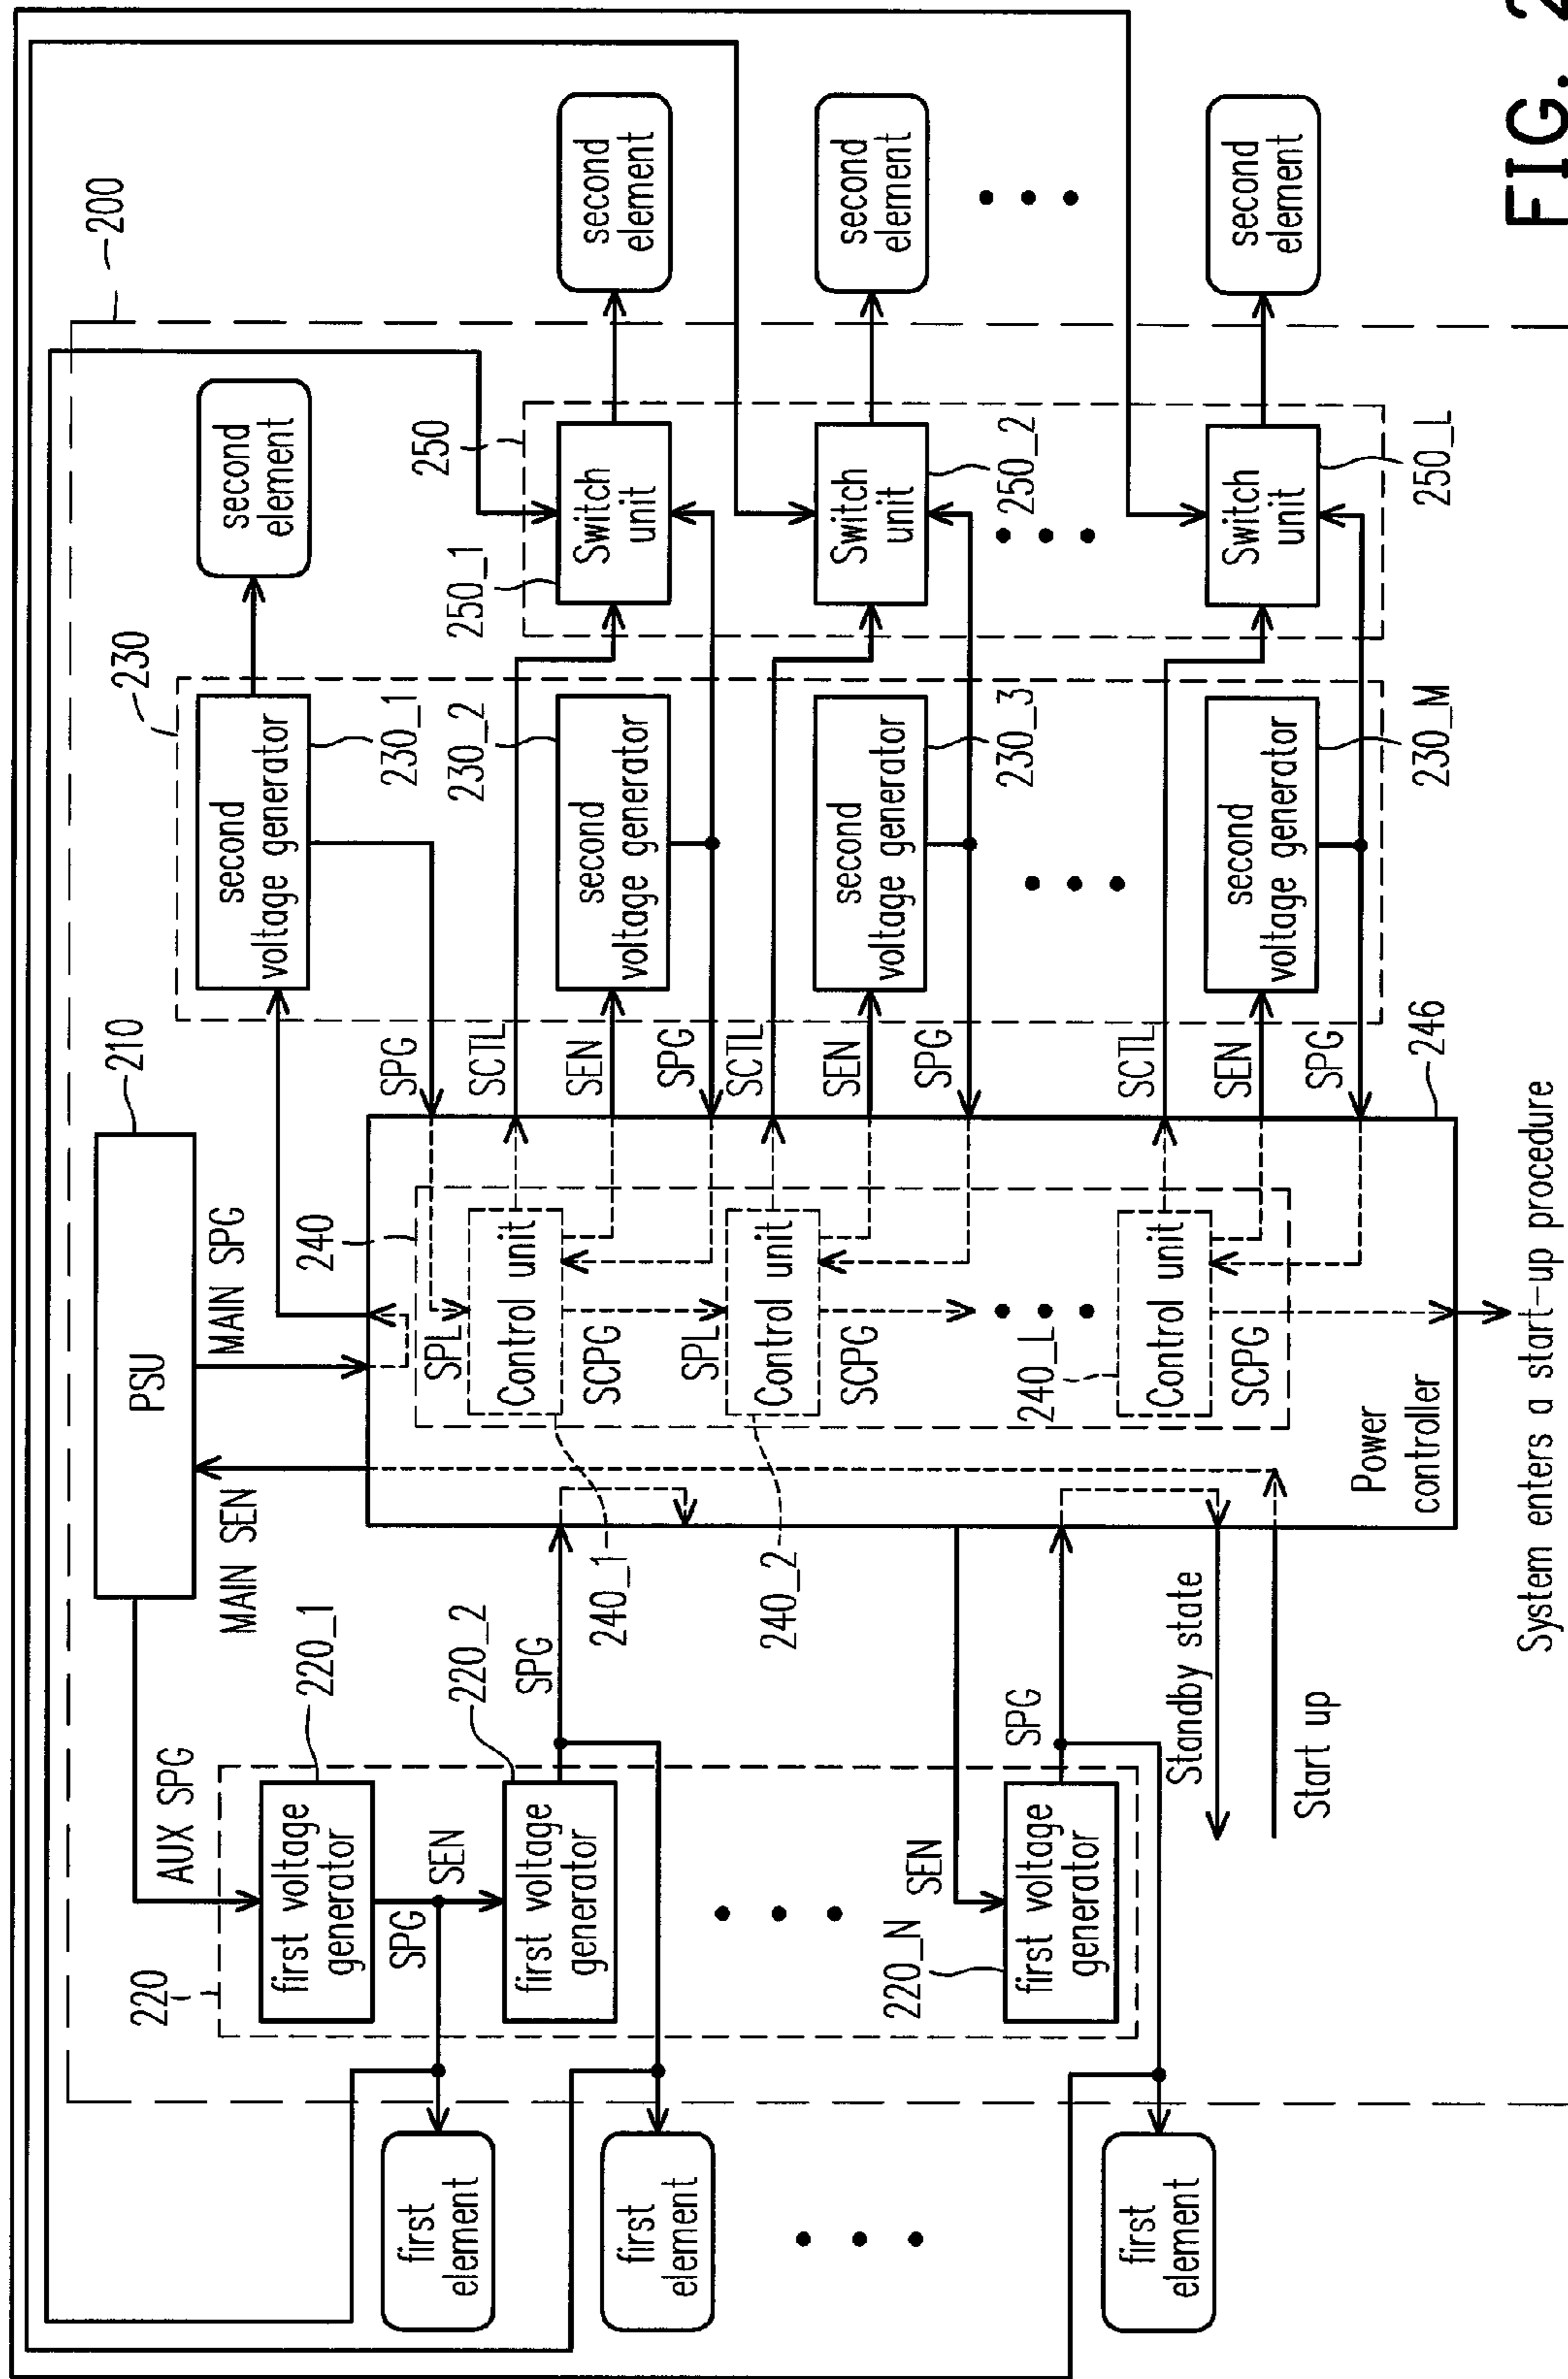 200
210
PSU
AUX SPG
MAIN SEN
MAIN SPG
220
220_1
first voltage
generator
SPG
SEN
220_2
first voltage
generator
SPG
SEN
220_N
first voltage
generator
SPG
first
element
first
element
first
element
Standby state
Start up
240
SPL
Control unit
SCPG
240_1
SPL
Control unit
SCPG
240_2
240_L
Control unit
SCPG
Power
controller
246
System enters a start-up procedure
SPG
SCTL
SEN
SPG
SCTL
SEN
SPG
SCTL
SEN
SPG
230
second
voltage generator
230_1
230_2
second
voltage generator
second
voltage generator
230_3
second
voltage generator
230_M
250
250_1
Switch
unit
Switch
unit
250_2
Switch
unit
250_L
second
element
second
element
second
element
second
element
FIG. 2